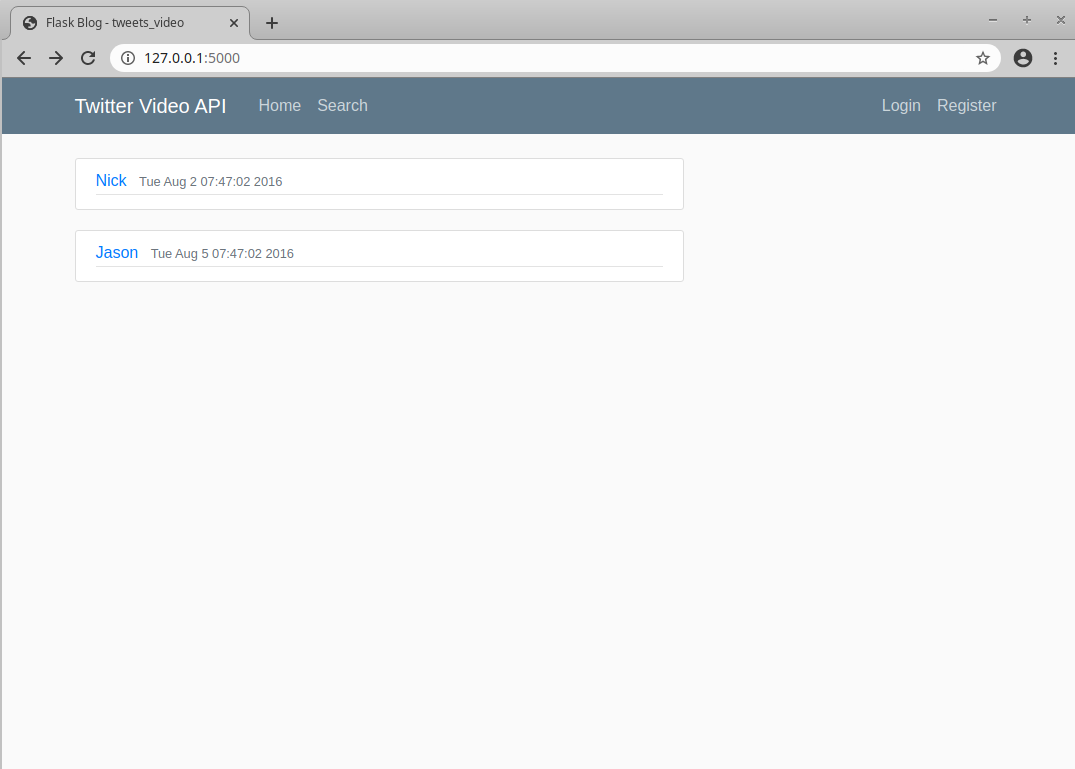 Flask Blog - tweets_video
127.0.0.1:5000
Twitter Video API Home Search Login Register
Nick Tue Aug 2 07:47:02 2016
Jason Tue Aug 5 07:47:02 2016